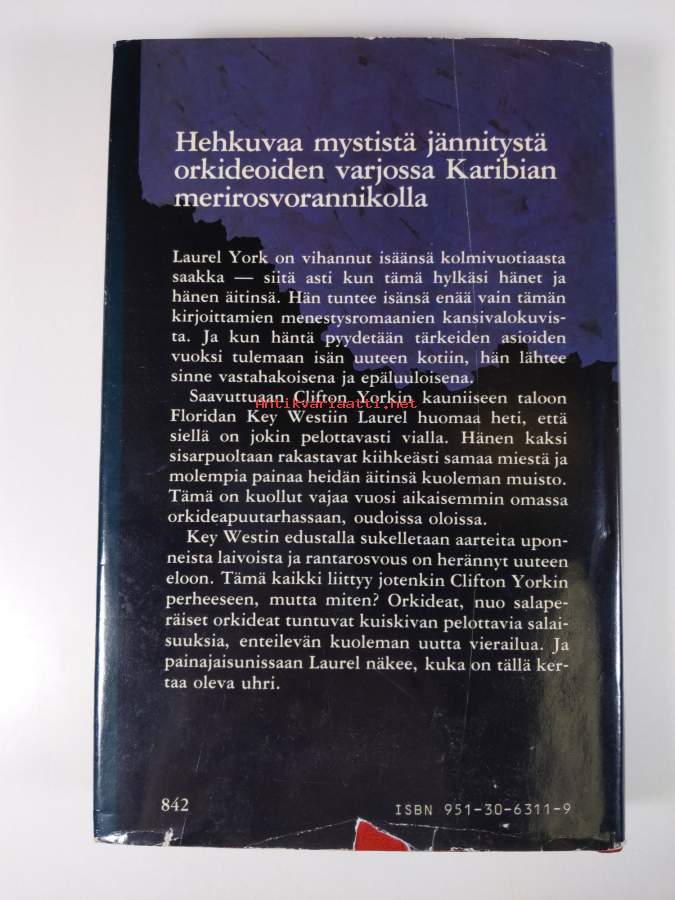 Hehkuvaa mystistä jännitystä
orkideoiden varjossa Karibian
merirosvorannikolla
Laurel York on vihannut isäänsä kolmivuotiaasta
saakka — siitä asti kun tämä hylkäsi hänet ja
hänen äitinsä. Hän tuntee isänsä enää vain tämän
kirjoittamien menestysromaanien kansivalokuvis-
ta. Ja kun häntä pyydetään tärkeiden asioiden
vuoksi tulemaan isän uuteen kotiin, hän lähtee
sinne vastahakoisena ja epäluuloisena.
Saavuttuaan Clifton Yorkin kauniiseen taloon
Antikvariaatti.net
Floridan Key Westiin Laurel huomaa heti, että
siellä on jokin pelottavasti vialla. Hänen kaksi
sisarpuoltaan rakastavat kiihkeästi samaa miestä ja
molempia painaa heidän äitinsä kuoleman muisto.
Tämä on kuollut vajaa vuosi aikaisemmin omassa
orkideapuutarhassaan, oudoissa oloissa.
Key Westin edustalla sukelletaan aarteita upon-
neista laivoista ja rantarosvous on herännyt uuteen
eloon. Tämä kaikki liittyy jotenkin Clifton Yorkin
perheeseen, mutta miten? Orkideat, nuo salape-
räiset orkideat tuntuvat kuiskivan pelottavia salai-
suuksia, enteilevän kuoleman uutta vierailua. Ja
painajaisunissaan Laurel näkee, kuka on tällä ker-
taa oleva uhri.
842
ISBN 951-30-6311-9